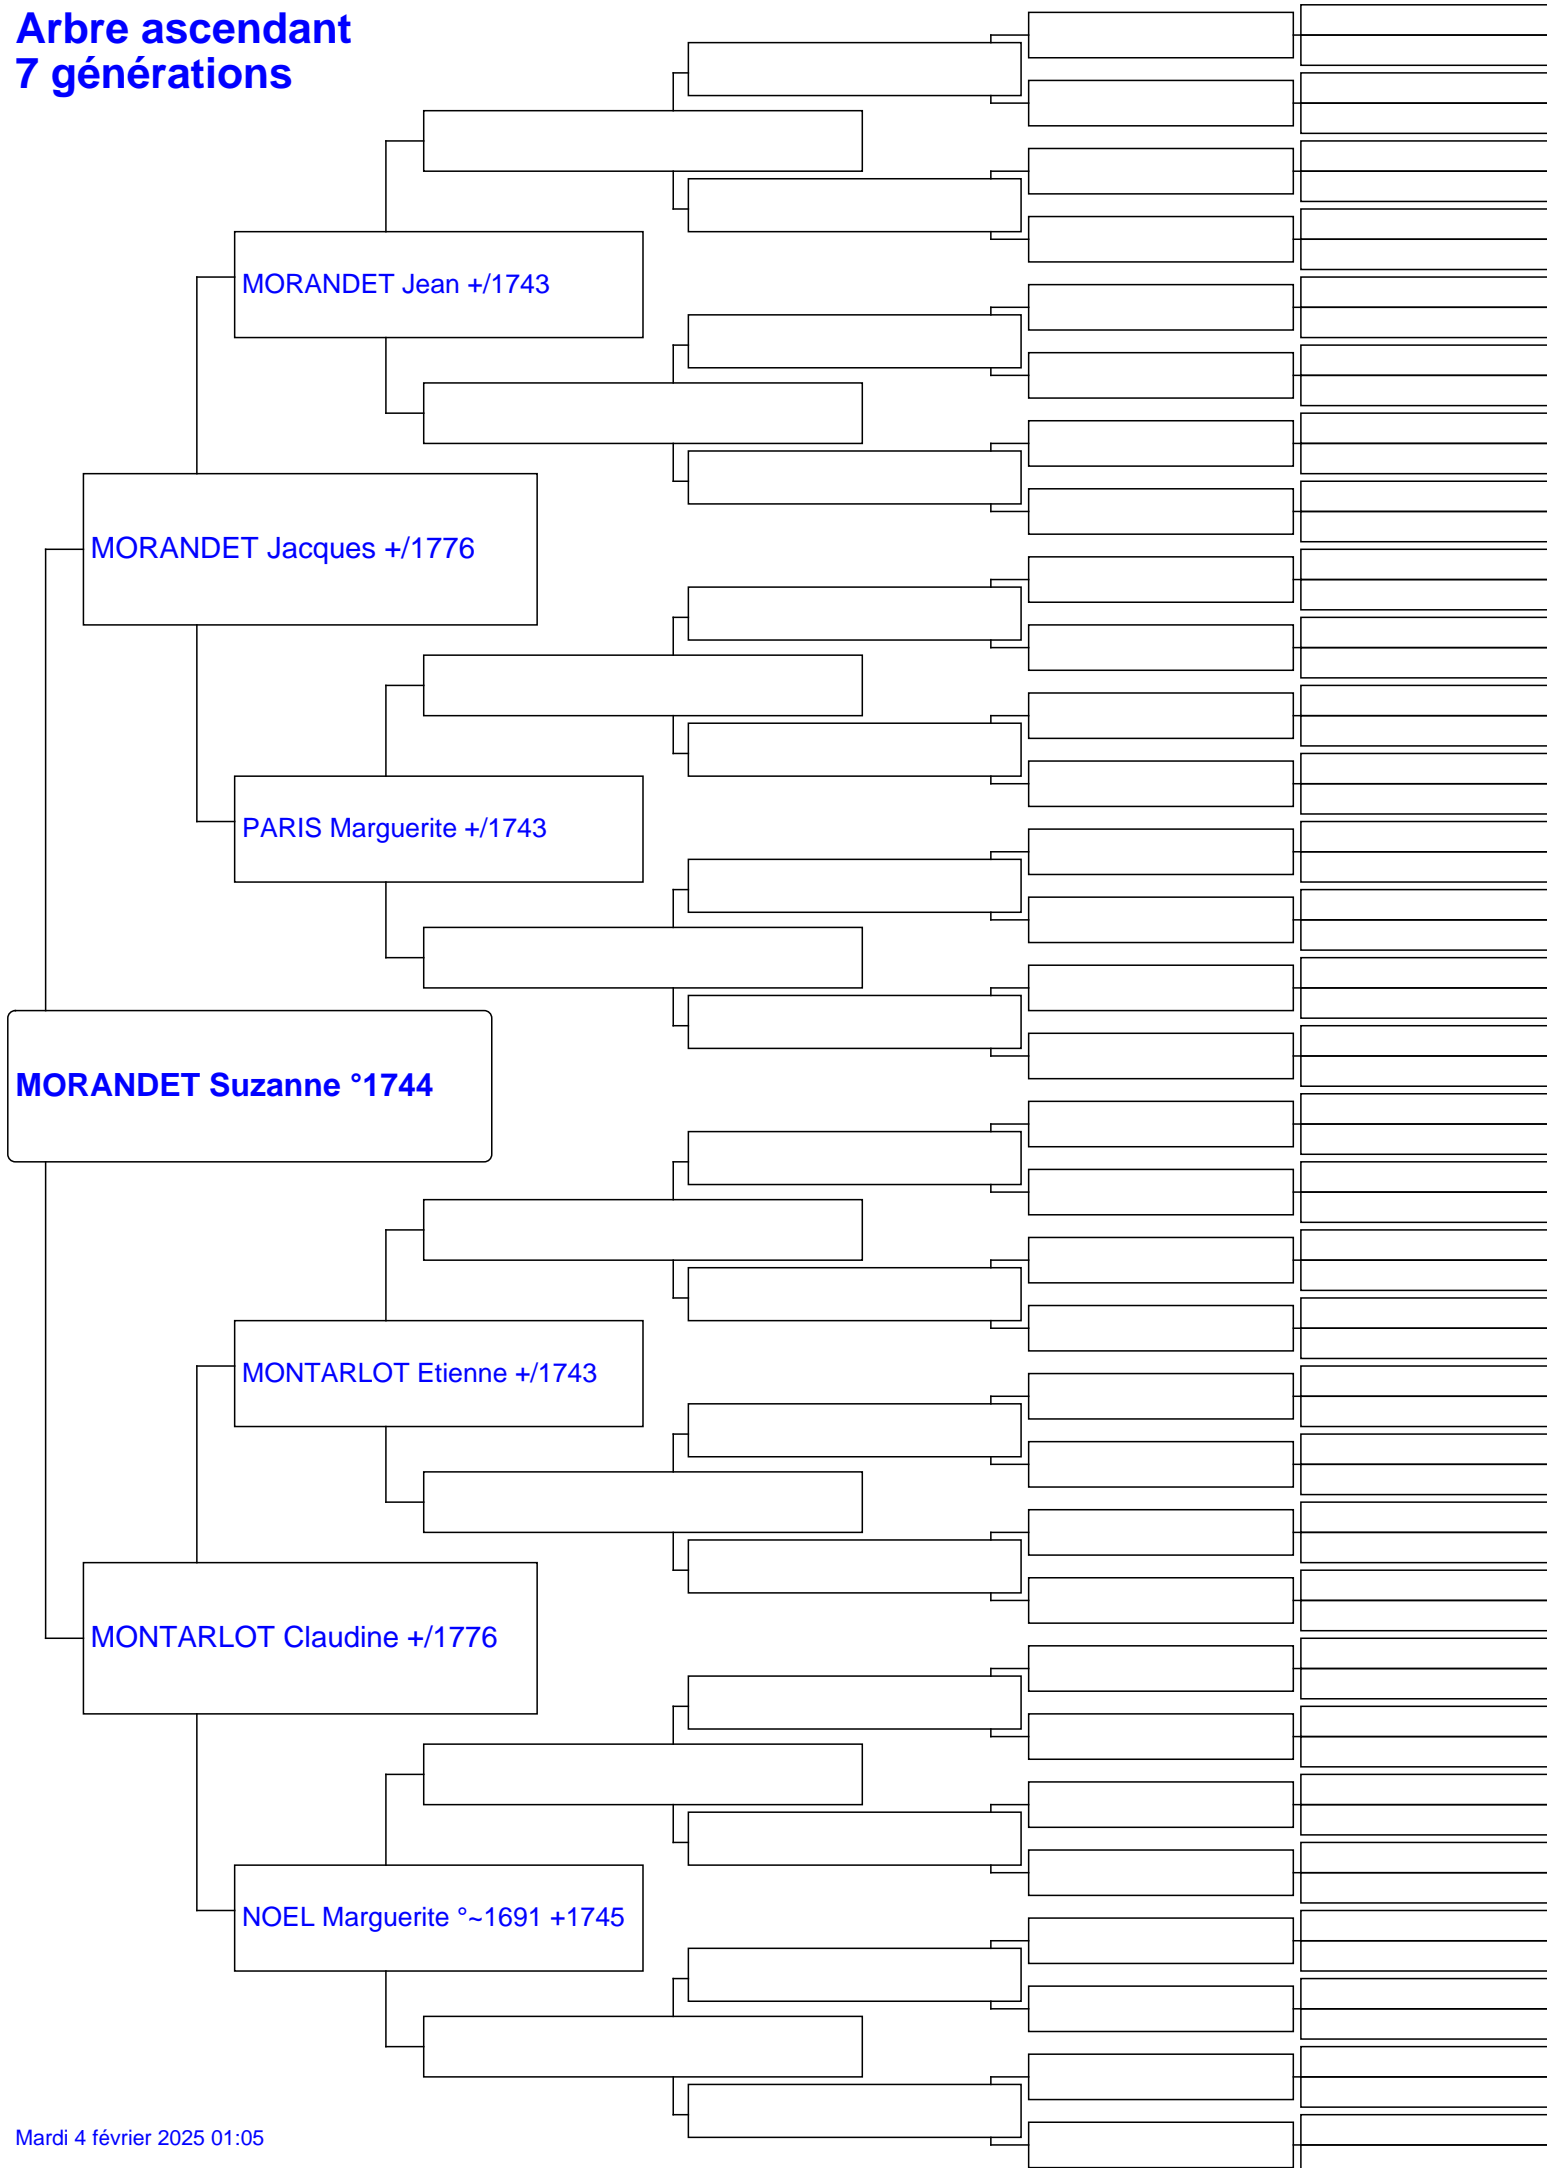 Arbre ascendant
7 générations
MORANDET Jean +/1743
MORANDET Jacques +/1776
PARIS Marguerite +/1743
MORANDET Suzanne °1744
MONTARLOT Etienne +/1743
MONTARLOT Claudine +/1776
NOEL Marguerite °~1691 +1745
Mardi 4 février 2025 01:05